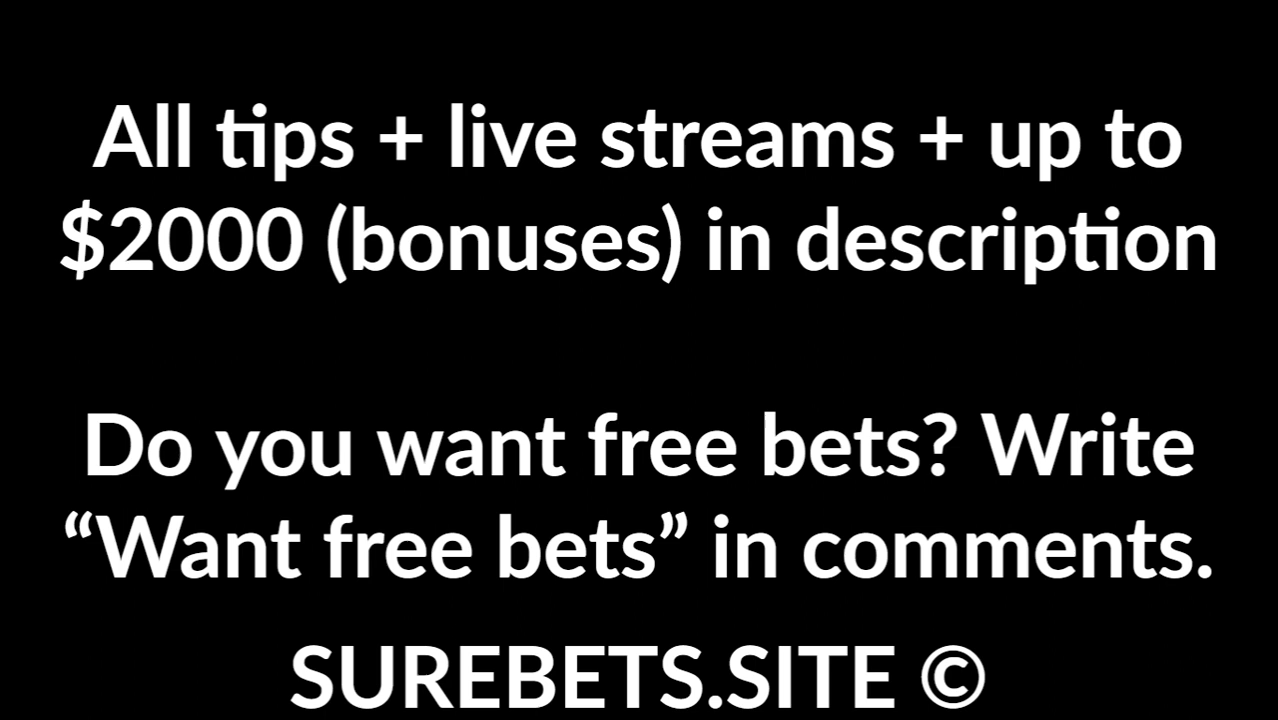 All tips + live streams + up to
$2000 (bonuses) in description
Do you want free bets? Write
“Want free bets” in comments.
SUREBETS.SITE ©